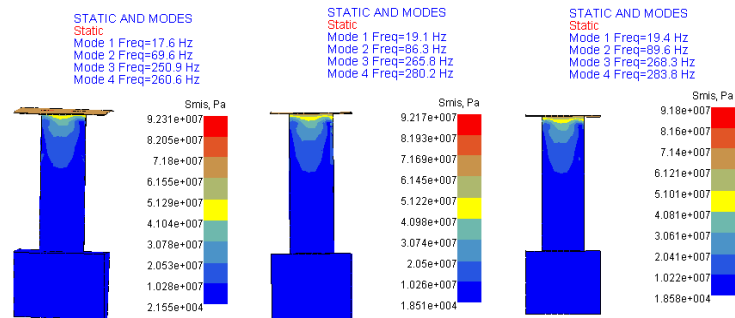 STATIC AND MODES
Static
Mode 1 Freq=17.6 Hz
Mode 2 Freq=69.6 Hz
Mode 3 Freq=250.9 Hz
Mode 4 Freq=260.6 Hz
Smis, Pa
9.231e+007
8.205e+007
7.18e+007
6.155e+007
5.129e+007
4.104e+007
3.078e+007
2.053e+007
1.028e+007
2.155e+004
STATIC AND MODES
Static
Mode 1 Freq=19.1 Hz
Mode 2 Freq=86.3 Hz
Mode 3 Freq=265.8 Hz
Mode 4 Freq=280.2 Hz
Smis, Pa
9.217e+007
8.193e+007
7.169e+007
6.145e+007
5.122e+007
4.098e+007
3.074e+007
2.05e+007
1.026e+007
1.851e+004
STATIC AND MODES
Static
Mode 1 Freq=19.4 Hz
Mode 2 Freq=89.6 Hz
Mode 3 Freq=268.3 Hz
Mode 4 Freq=283.8 Hz
Smis, Pa
9.18e+007
8.16e+007
7.14e+007
6.121e+007
5.101e+007
4.081e+007
3.061e+007
2.041e+007
1.022e+007
1.858e+004